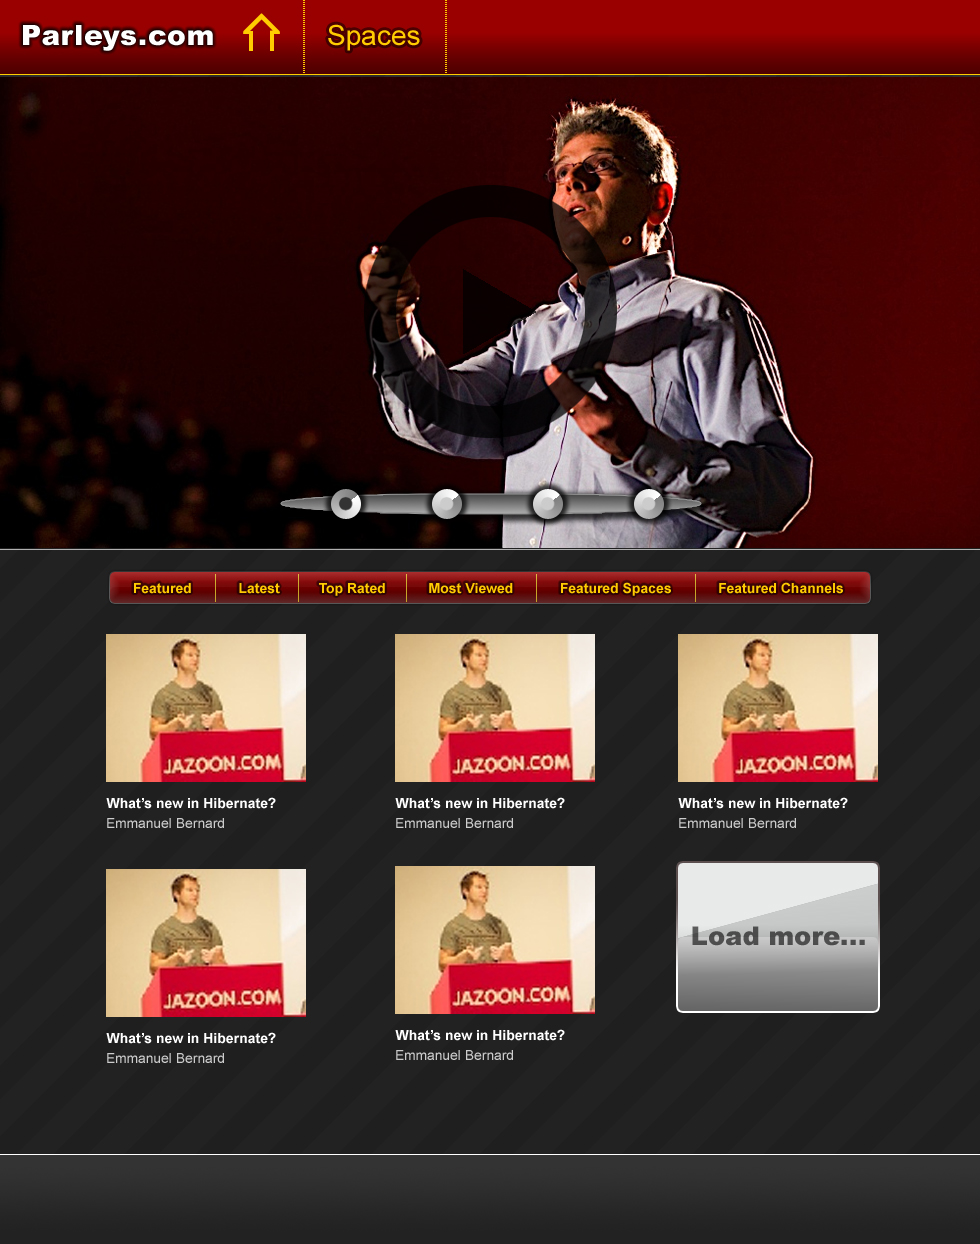 Parleys.com
Spaces
Featured
Latest
Top Rated
Most Viewed
Featured Spaces
Featured Channels
JAZOON.COM
JAZOON.COM
JAZOON.COM
What's new in Hibernate?
Emmanuel Bernard
What's new in Hibernate?
Emmanuel Bernard
What's new in Hibernate?
Emmanuel Bernard
JAZOON.COM
JAZOON.COM
Load more...
What's new in Hibernate?
Emmanuel Bernard
What's new in Hibernate?
Emmanuel Bernard